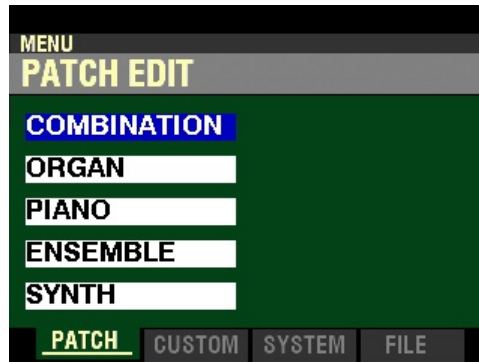 MENU
PATCH EDIT
COMBINATION
ORGAN
PIANO
ENSEMBLE
SYNTH
PATCH CUSTOM SYSTEM FILE